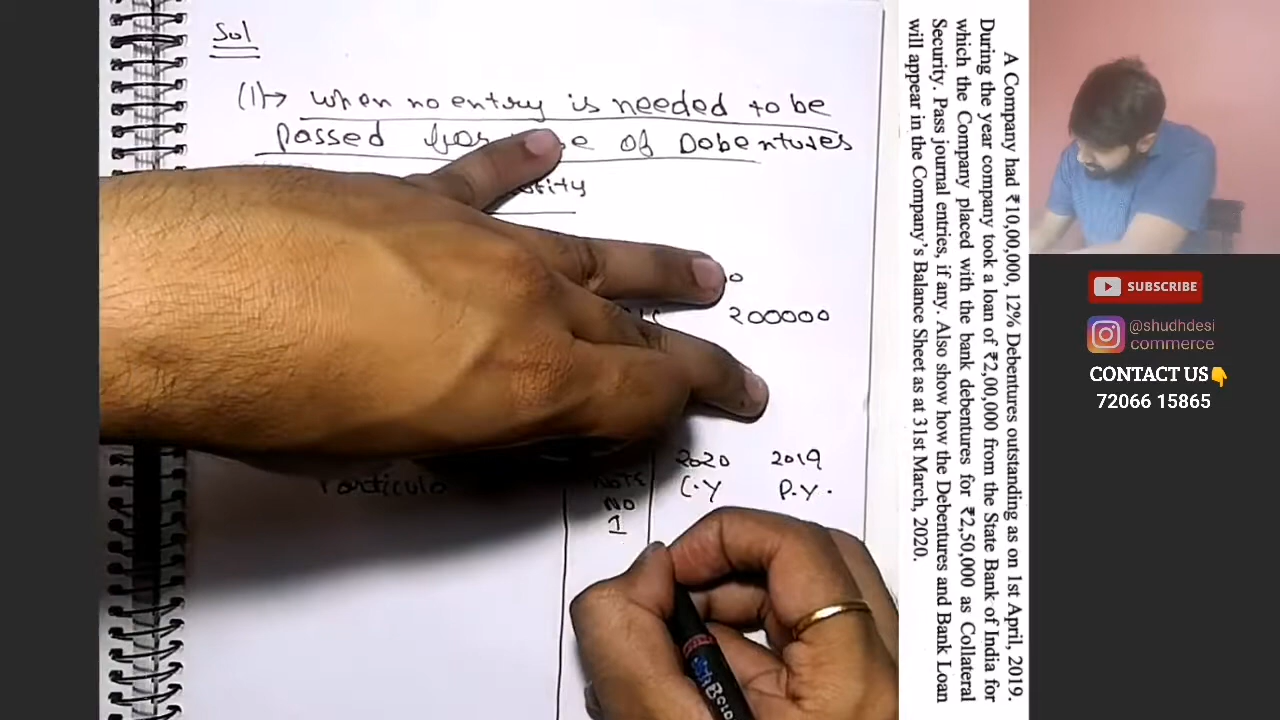 Sol
(1)→ when no entry is needed to be
passed of Dobentures
200000
2020 2019
NOTE C.Y P.Y.
NO
1
A Company had ₹10,00,000, 12% Debentures outstanding as on 1st April, 2019.
During the year company took a loan of ₹2,00,000 from the State Bank of India for
which the Company placed with the bank debentures for ₹2,50,000 as Collateral
Security. Pass journal entries, if any. Also show how the Debentures and Bank Loan
will appear in the Company's Balance Sheet as at 31st March, 2020.
SUBSCRIBE
@shudhdesi
commerce
CONTACT US👇
72066 15865